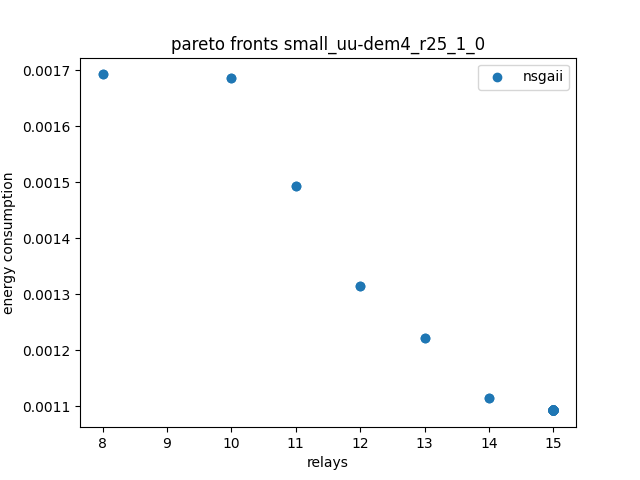 pareto fronts small_uu-dem4_r25_1_0
nsgaii
0.0017
0.0016
0.0015
0.0014
0.0013
0.0012
0.0011
energy consumption
8 9 10 11 12 13 14 15
relays